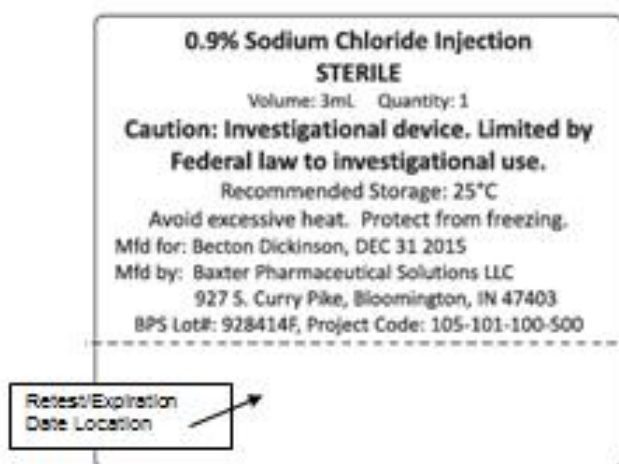 0.9% Sodium Chloride Injection
STERILE
Volume: 3mL Quantity: 1
Caution: Investigational device. Limited by
Federal law to investigational use.
Recommended Storage: 25°C
Avoid excessive heat. Protect from freezing.
Mfd for: Becton Dickinson, DEC 31 2015
Mfd by: Baxter Pharmaceutical Solutions LLC
927 S. Curry Pike, Bloomington, IN 47403
BPS Lot#: 928414F, Project Code: 105-101-100-500
Retest/Expiration
Date Location